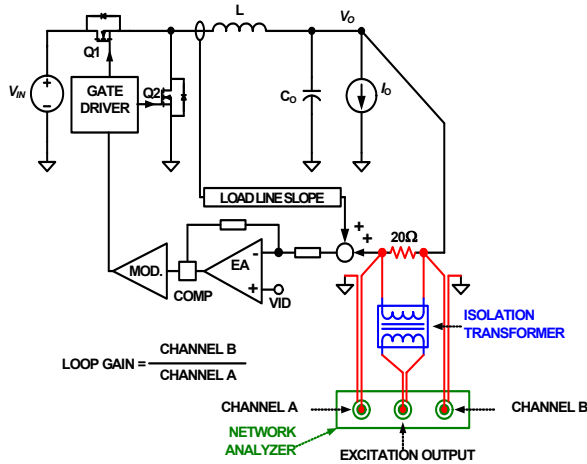 L
VO
Q1
Q2
VIN
GATE
DRIVER
CO
IO
LOAD LINE SLOPE
+
+
20Ω
EA
-
+
MOD.
COMP
VID
ISOLATION
TRANSFORMER
LOOP GAIN = CHANNEL B
CHANNEL A
CHANNEL A
CHANNEL B
NETWORK
ANALYZER
EXCITATION OUTPUT